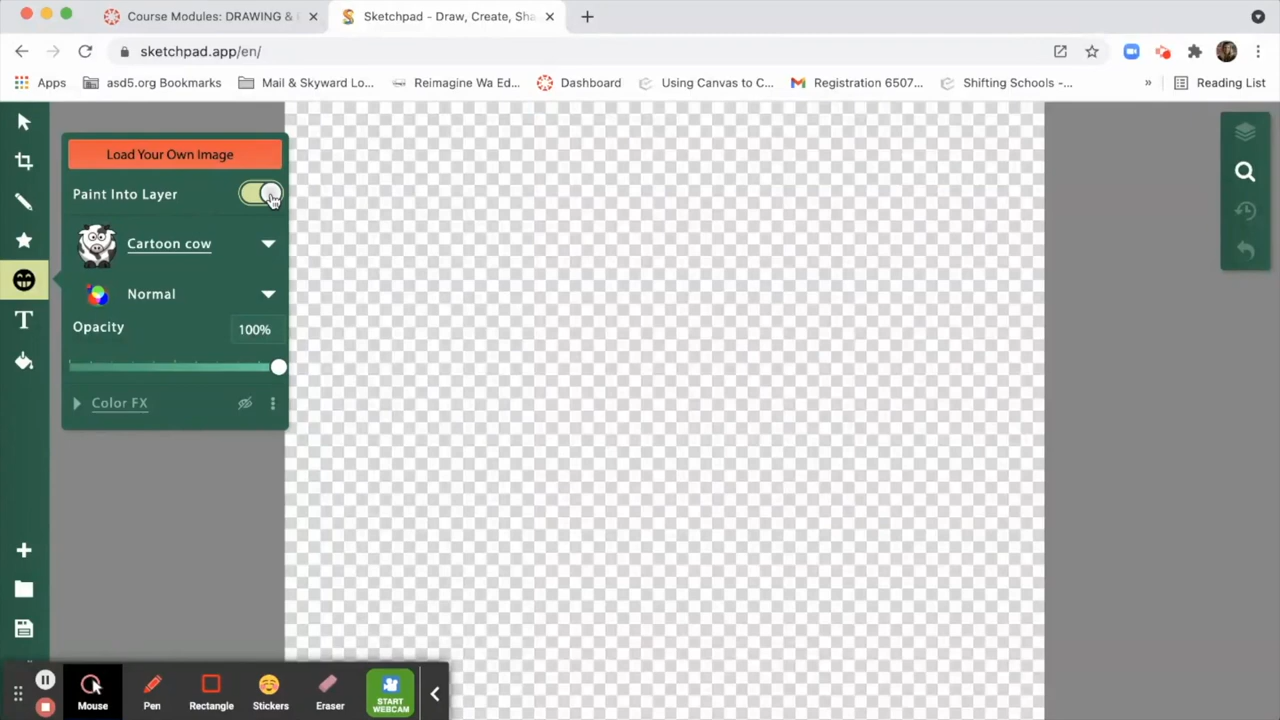 Course Modules: DRAWING &
Sketchpad - Draw, Create, Sha
sketchpad.app/en/
Apps
asd5.org Bookmarks
Mail & Skyward Lo...
Reimagine Wa Ed...
Dashboard
Using Canvas to C...
Registration 6507...
Shifting Schools -...
»
Reading List
Load Your Own Image
Paint Into Layer
Cartoon cow
Normal
Opacity
100%
Color FX
T
Mouse
Pen
Rectangle
Stickers
Eraser
START
WEBCAM